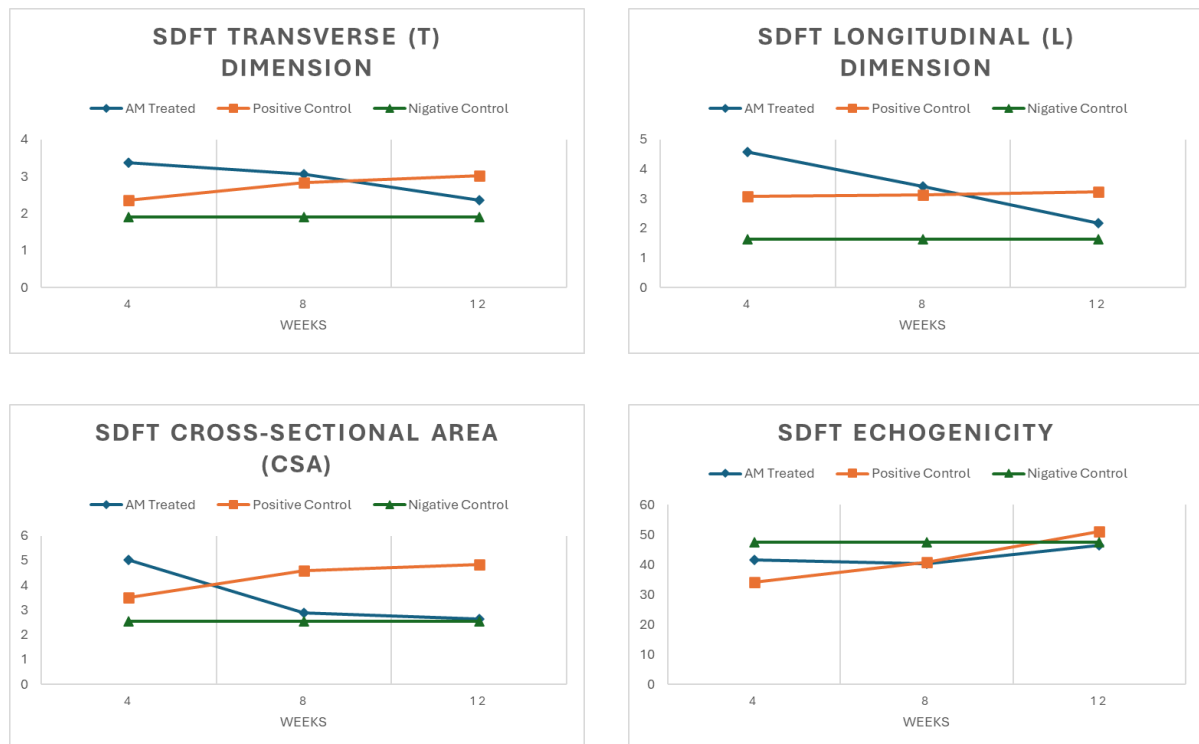 SDFT TRANSVERSE (T)
DIMENSION
AM Treated Positive Control Nigative Control
4
3
2
1
0
4 8 12
WEEKS
SDFT LONGITUDINAL (L)
DIMENSION
AM Treated Positive Control Nigative Control
5
4
3
2
1
0
4 8 12
WEEKS
SDFT CROSS-SECTIONAL AREA
(CSA)
AM Treated Positive Control Nigative Control
6
5
4
3
2
1
0
4 8 12
WEEKS
SDFT ECHOGENICITY
AM Treated Positive Control Nigative Control
60
50
40
30
20
10
0
4 8 12
WEEKS